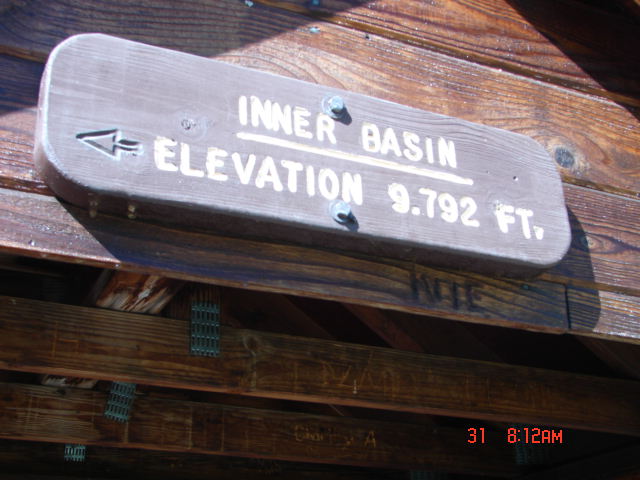 INNER BASIN
ELEVATION 9.792 FT.
31 8:12AM